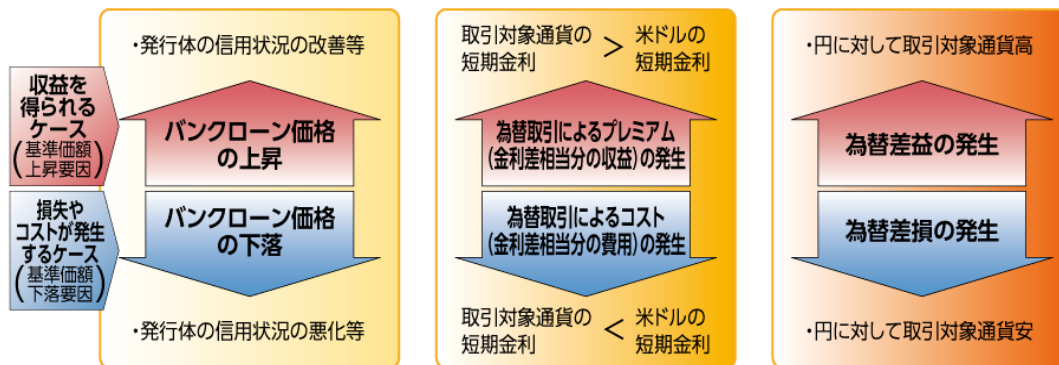 収益を
得られる
ケース
(基準価額
上昇要因)
損失や
コストが発生
するケース
(基準価額
下落要因)
・発行体の信用状況の改善等
バンクローン価格
の上昇
バンクローン価格
の下落
・発行体の信用状況の悪化等
取引対象通貨の
短期金利
>
米ドルの
短期金利
為替取引によるプレミアム
(金利差相当分の収益)の発生
為替取引によるコスト
(金利差相当分の費用)の発生
取引対象通貨の
短期金利
<
米ドルの
短期金利
・円に対して取引対象通貨高
為替差益の発生
為替差損の発生
・円に対して取引対象通貨安